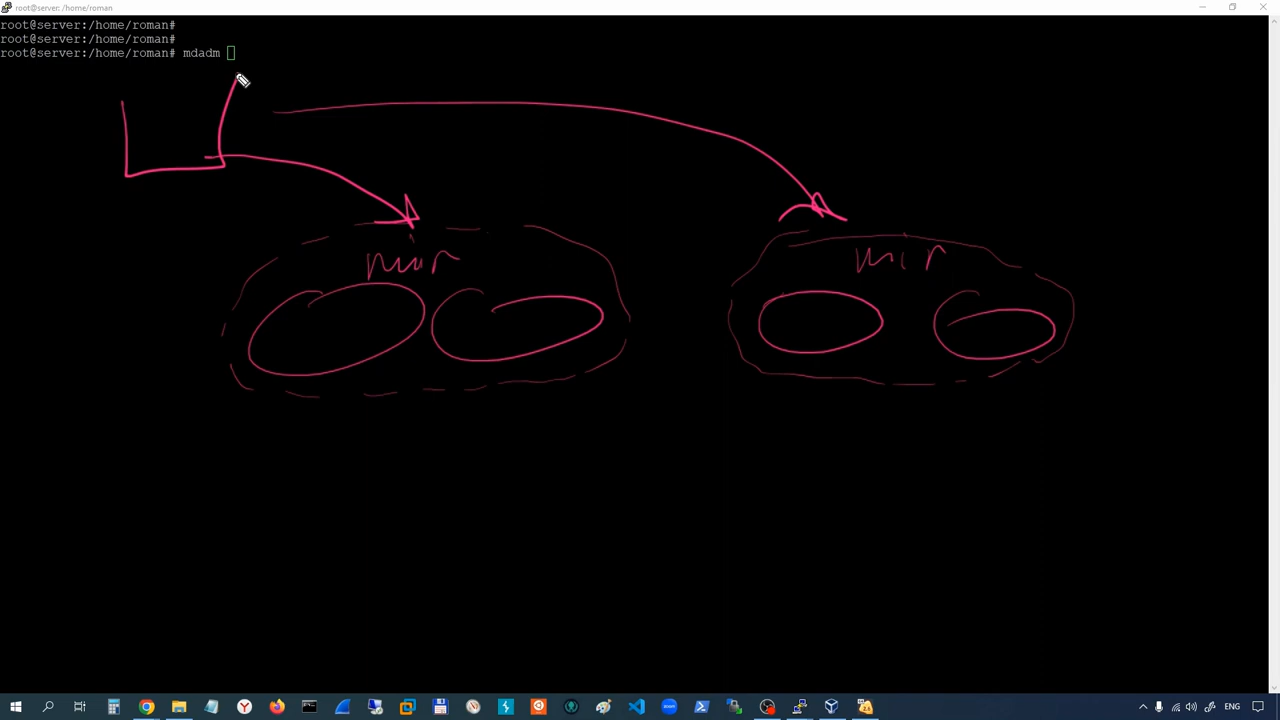 root@server: /home/roman
root@server:/home/roman#
root@server:/home/roman#
root@server:/home/roman# mdadm
mir
mir
ENG